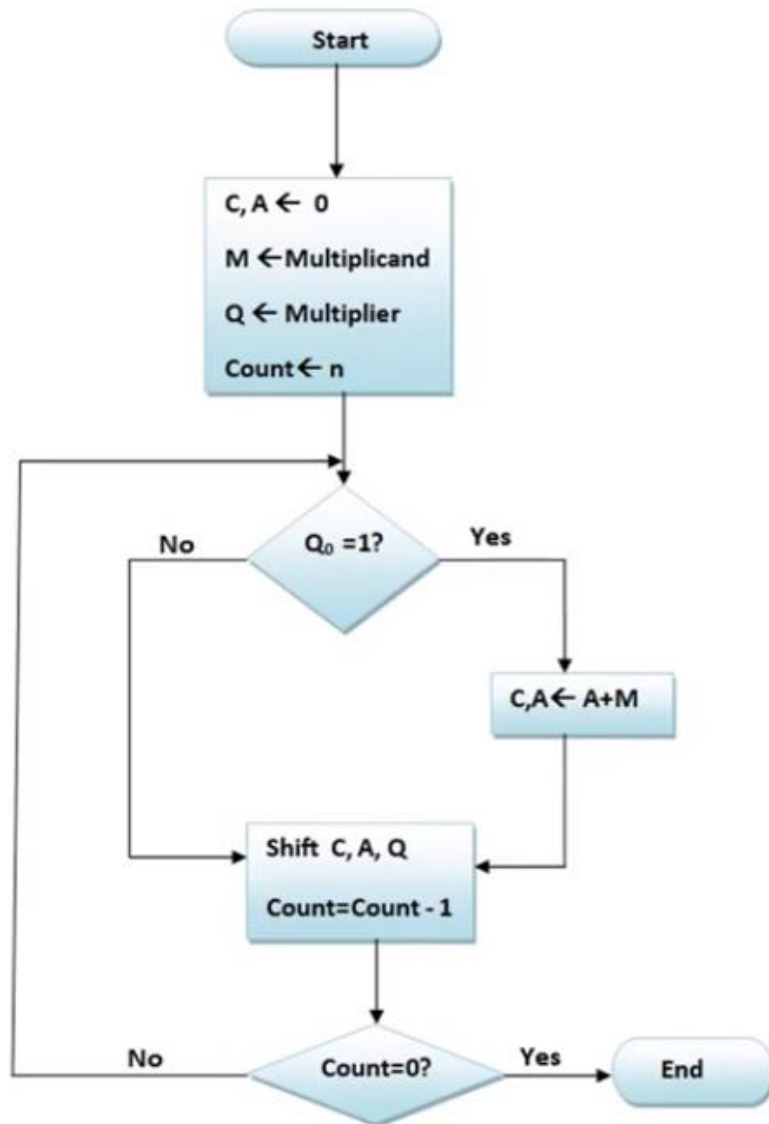 Start
C, A ← 0
M ←Multiplicand
Q ← Multiplier
Count← n
No
Q₀ =1?
Yes
C,A← A+M
Shift C, A, Q
Count=Count - 1
No
Count=0?
Yes
End